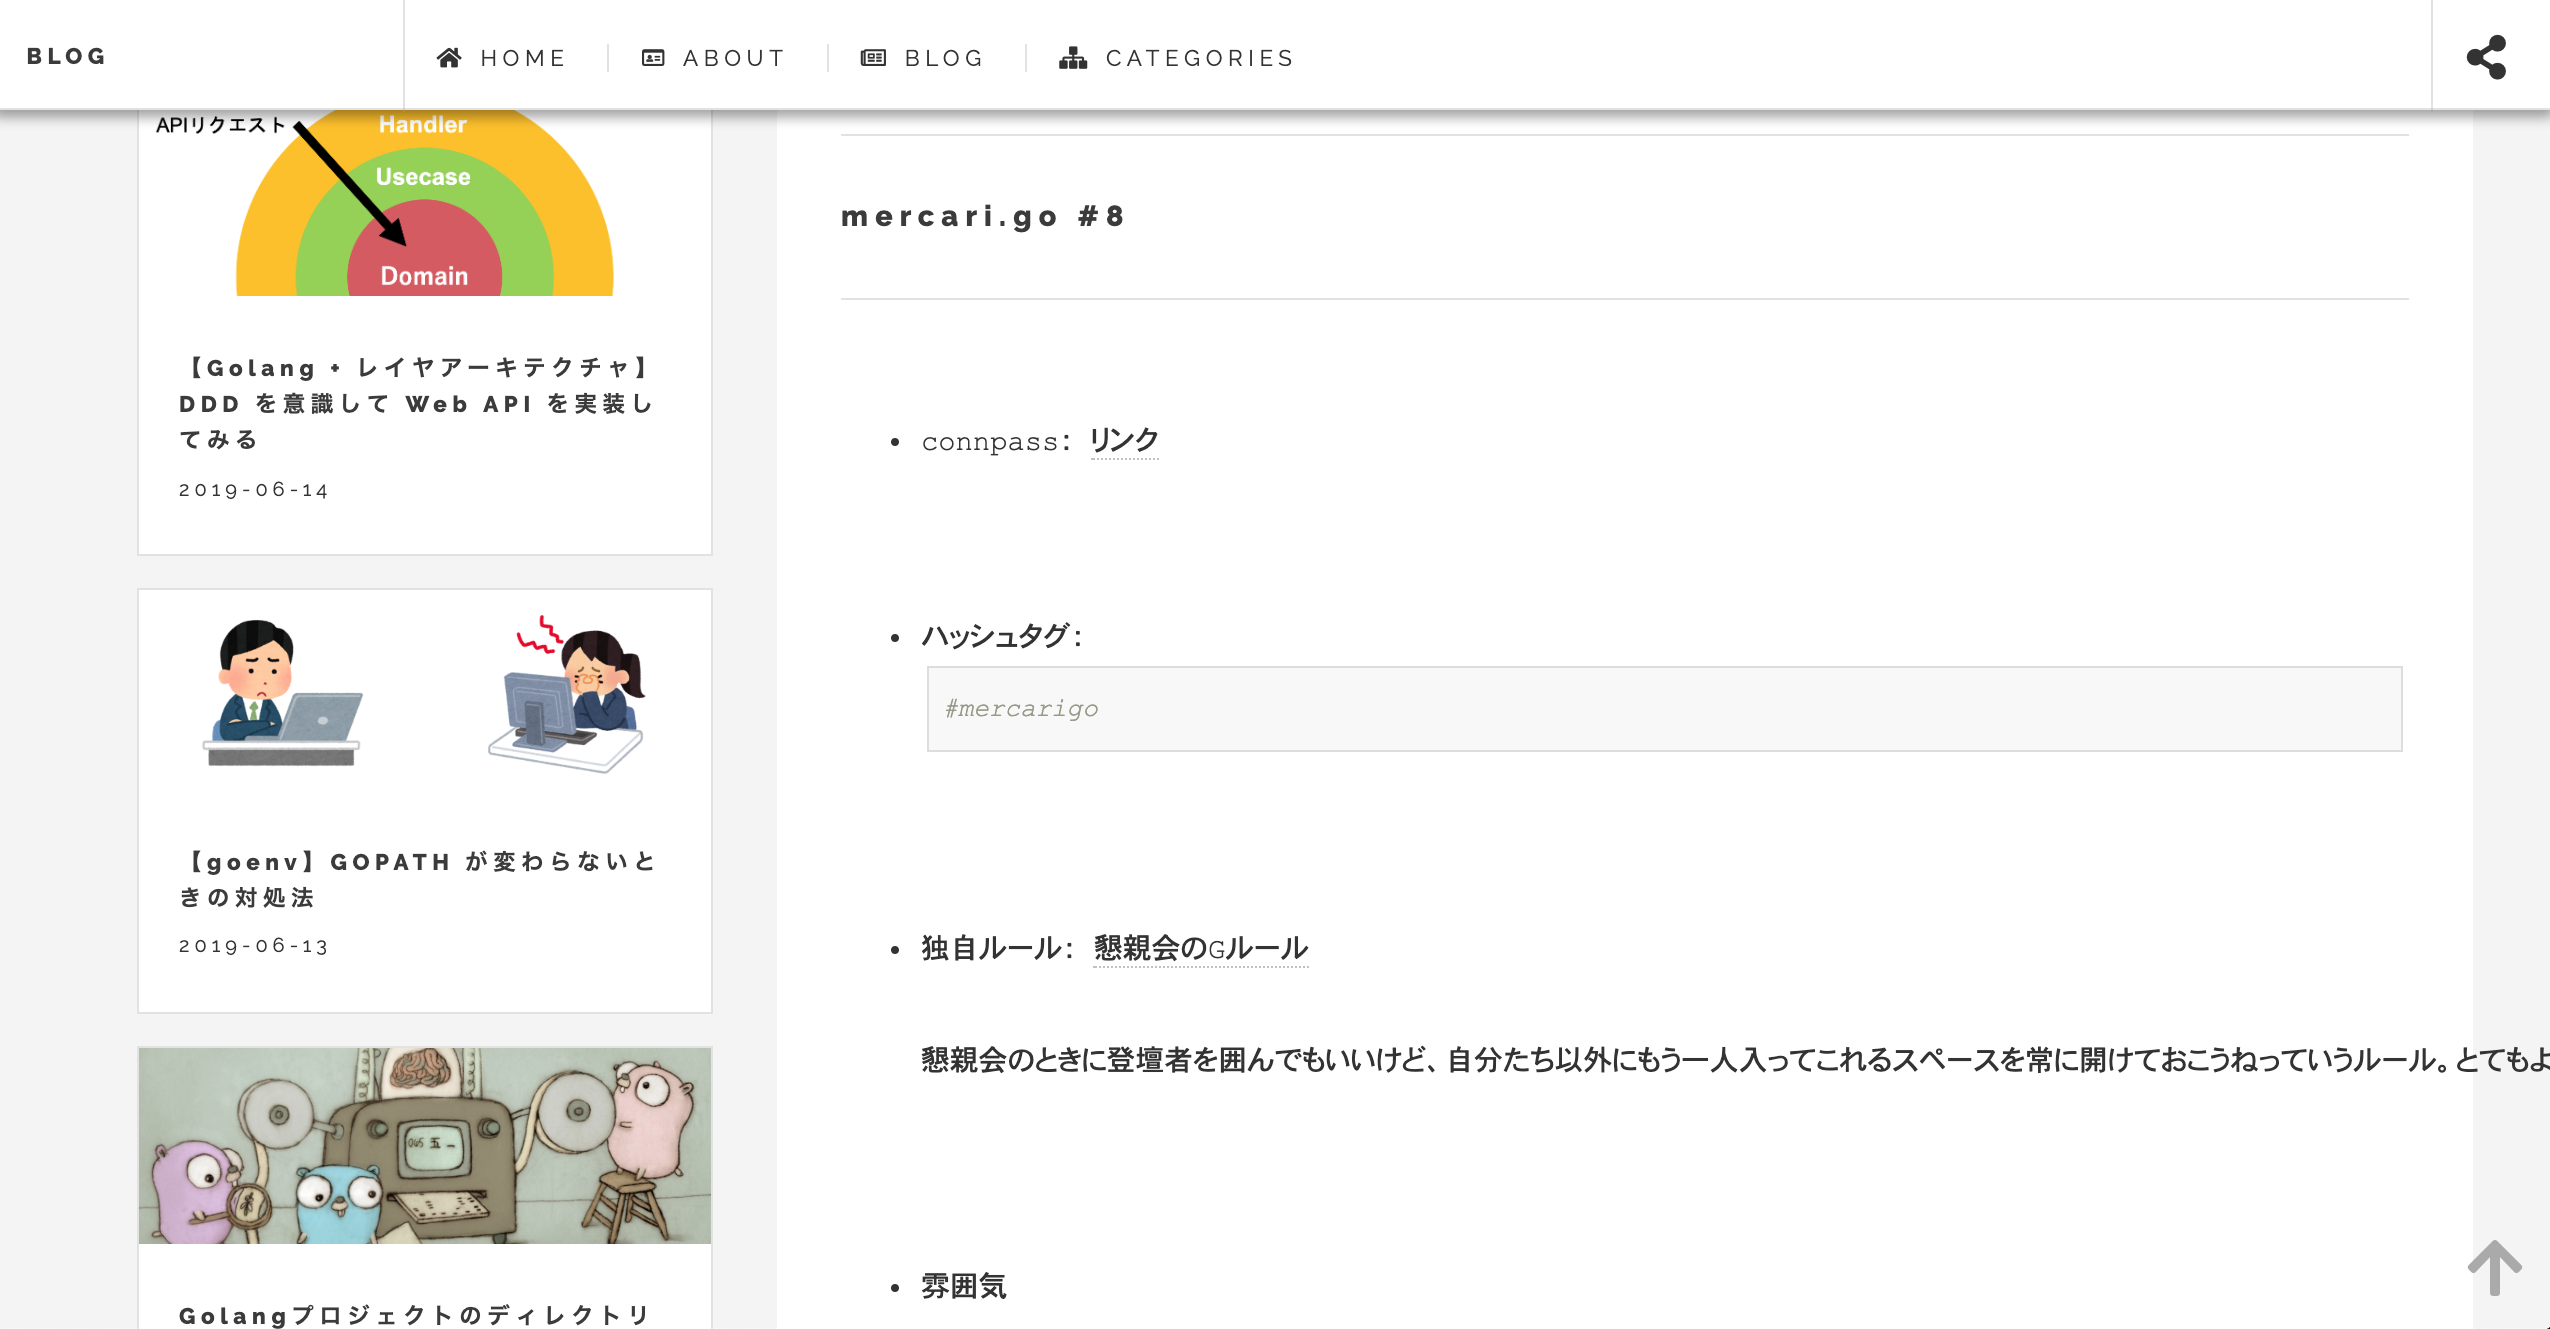 BLOG
HOME
ABOUT
BLOG
CATEGORIES
APIリクエスト
Handler
Usecase
Domain
【Golang + レイヤアーキテクチャ】
DDD を意識して Web API を実装し
てみる
2019-06-14
【goenv】GOPATH が変わらないと
きの対処法
2019-06-13
Golangプロジェクトのディレクトリ
mercari.go #8
connpass: リンク
ハッシュタグ:
#mercarigo
独自ルール: 懇親会のGルール
懇親会のときに登壇者を囲んでもいいけど、自分たち以外にもう一人入ってこれるスペースを常に開けておこうねっていうルール。とてもよ
雰囲気